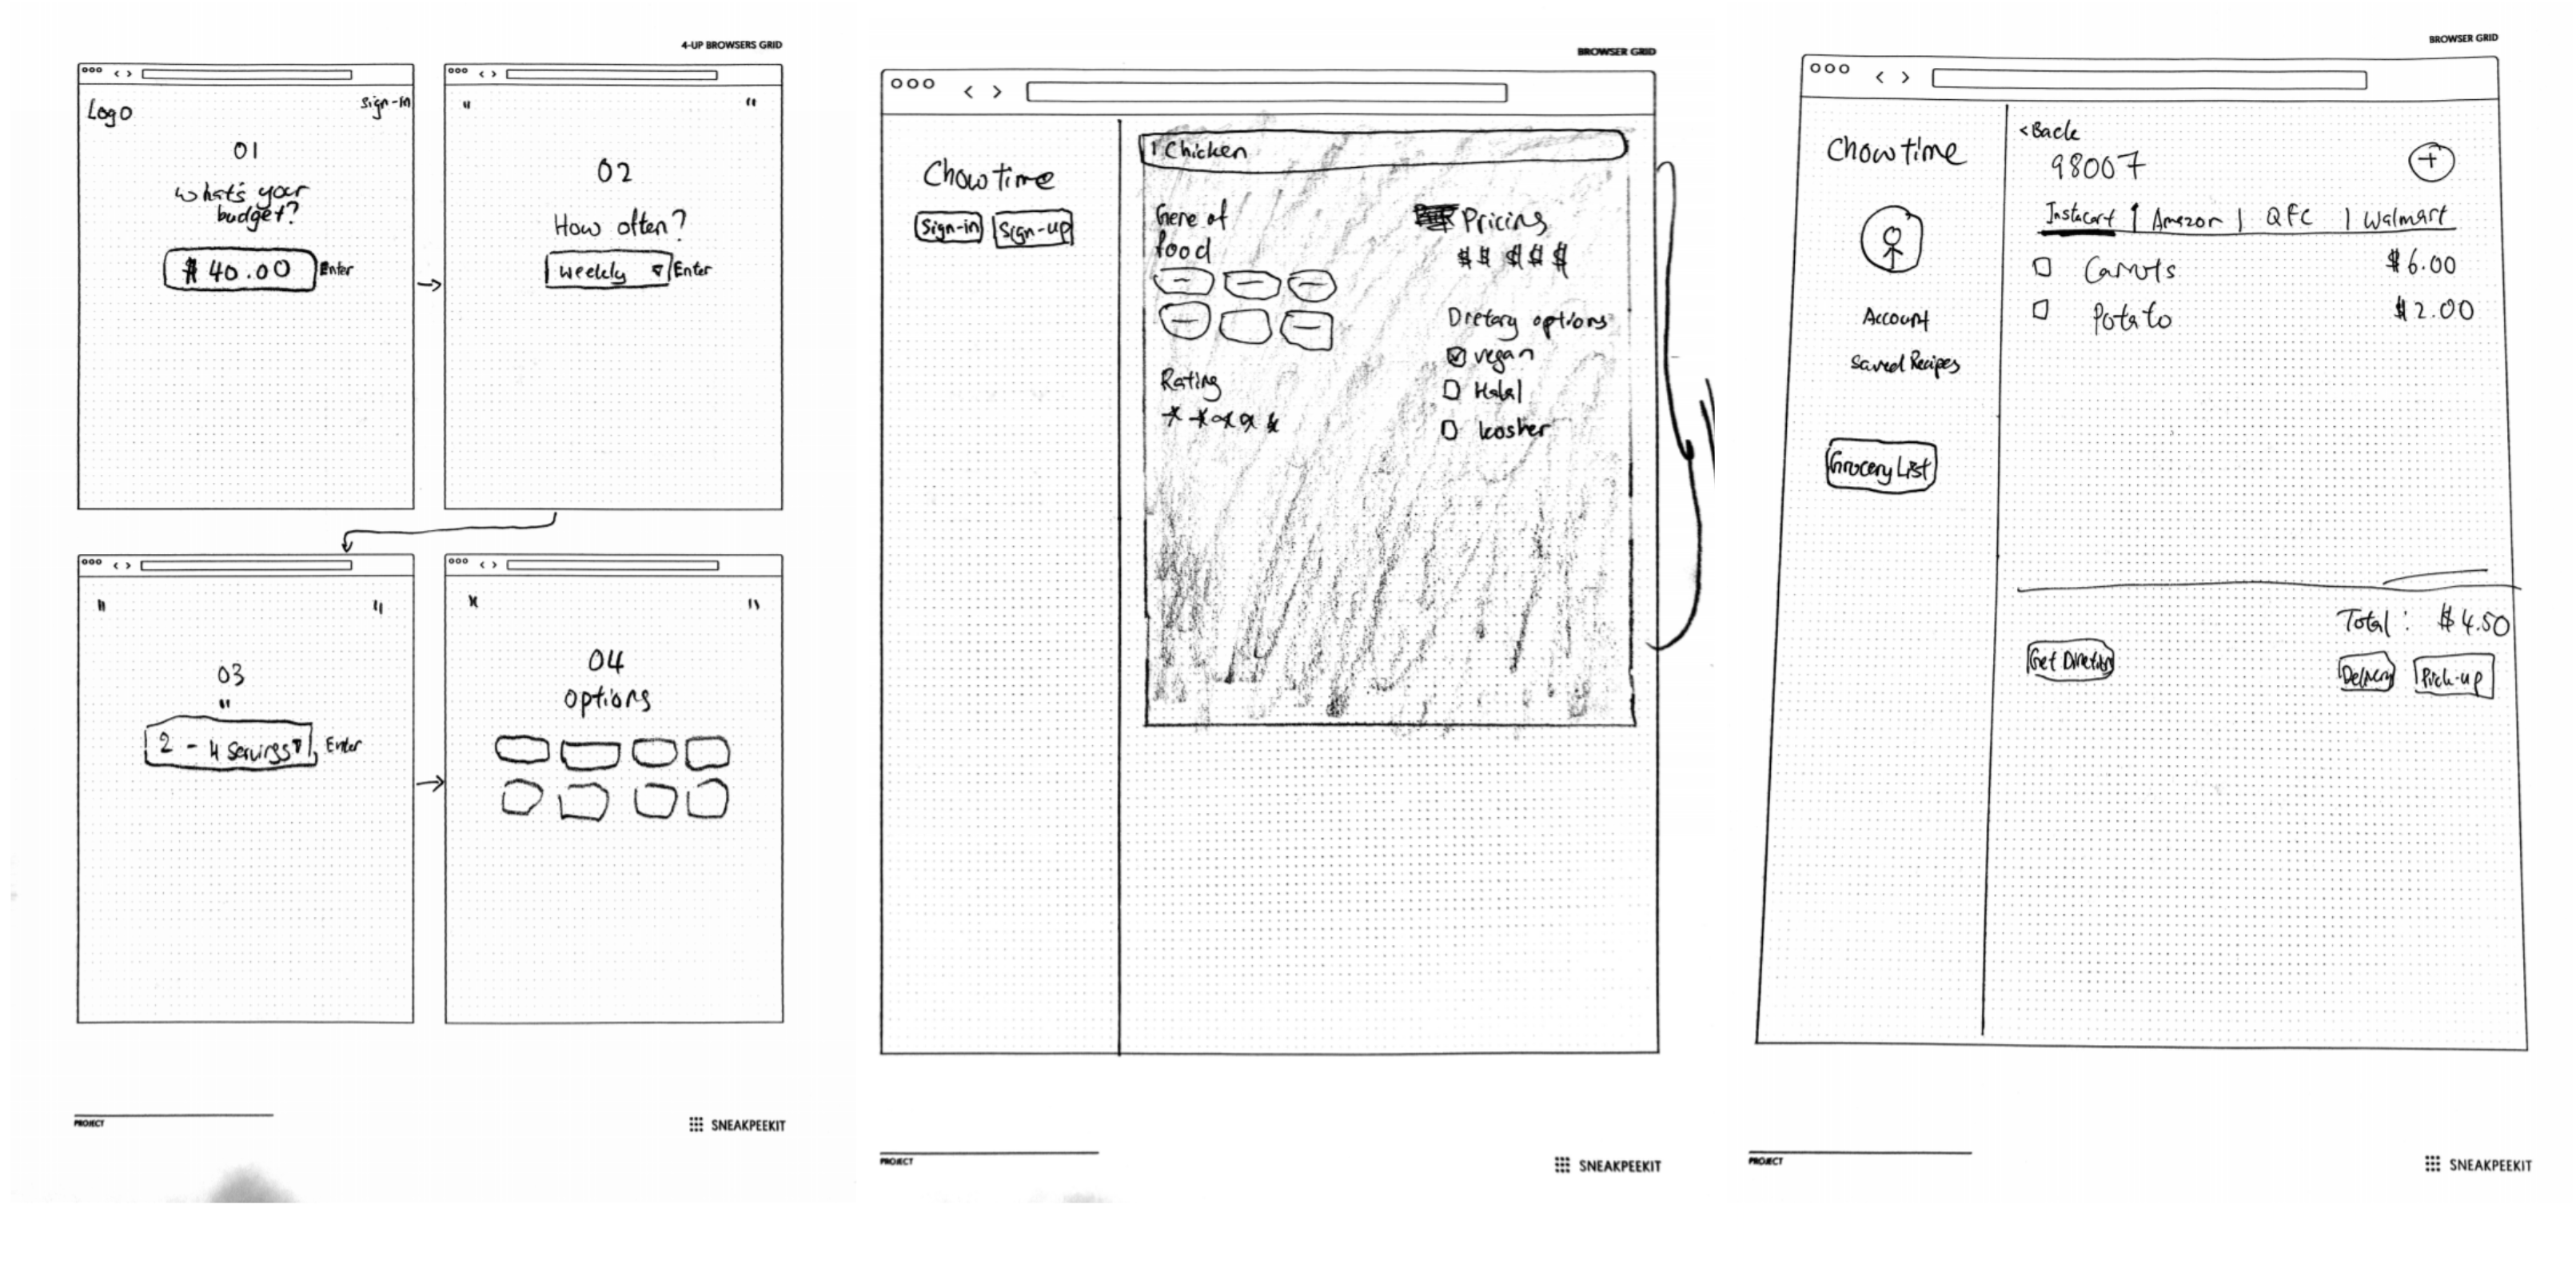 4-UP BROWSERS GRID
Logo
Sign-In
01
What's your
budget?
$ 40.00 Enter
"
"
02
How often?
weekly Enter
"
"
03
"
2 - 4 servings Enter
"
"
04
options
PROJECT
SNEAKPEEKIT
BROWSER GRID
Chowtime
Sign-in Sign-up
Chicken
Genre of
food
Rating
Pricing
$$ $$$
Dietary options
vegan
Halal
kosher
PROJECT
SNEAKPEEKIT
BROWSER GRID
Chowtime
Account
Saved Recipes
Grocery List
<Back
98007
+
Instacart | Amazon | QFC | Walmart
Carrots $6.00
Potato $2.00
Total: $4.50
Get Direction
Delivery Pick-up
PROJECT
SNEAKPEEKIT